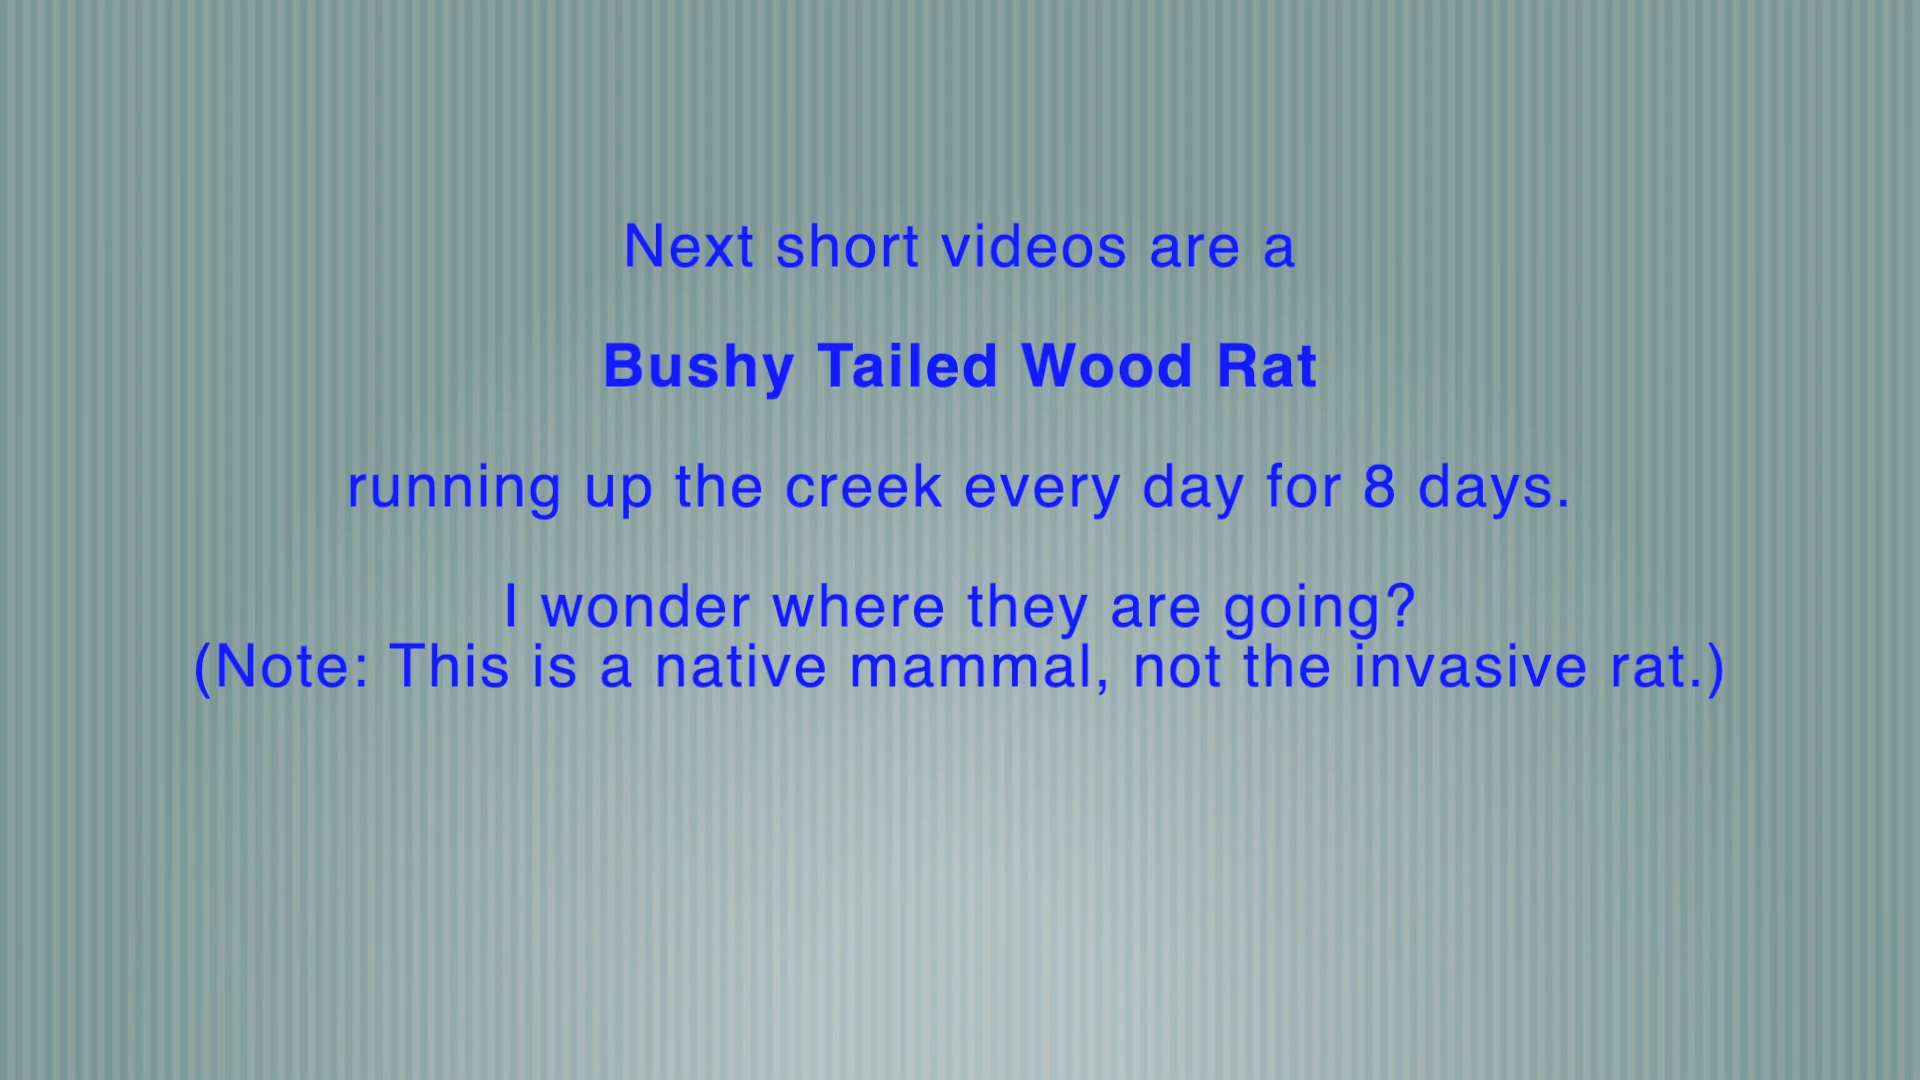 Next short videos are a
Bushy Tailed Wood Rat
running up the creek every day for 8 days.
I wonder where they are going?
(Note: This is a native mammal, not the invasive rat.)